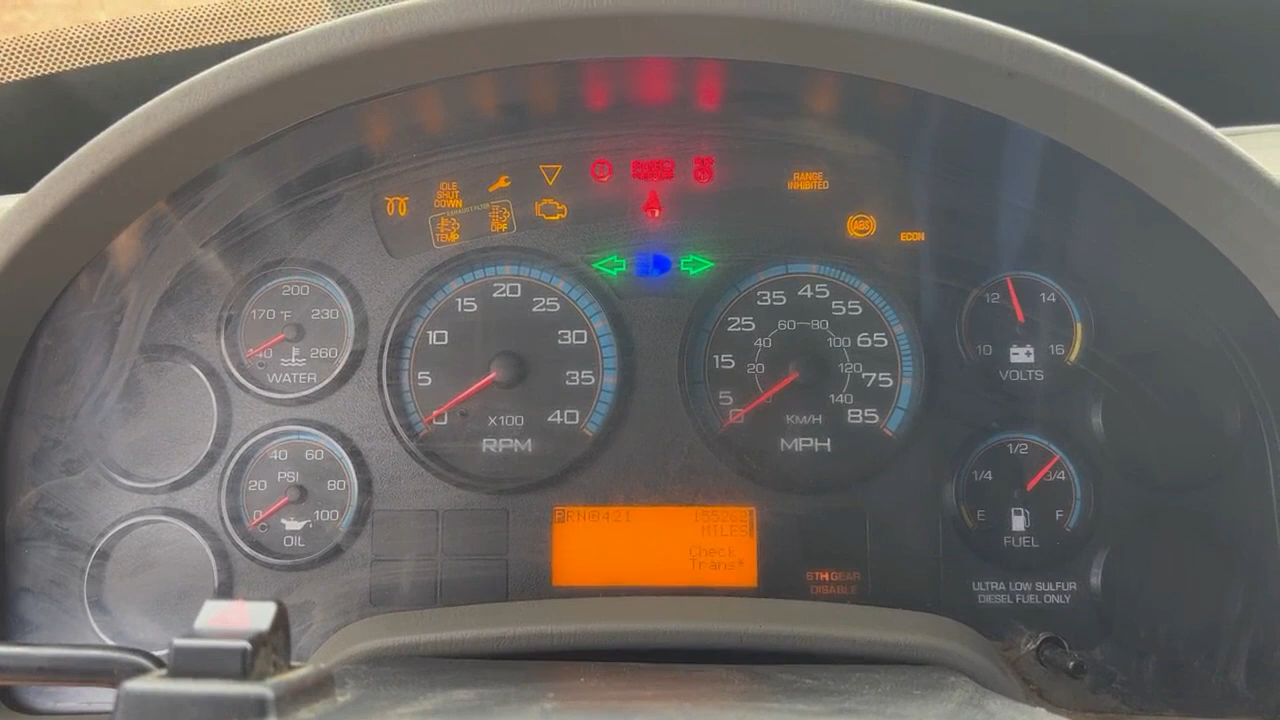 IDLE
SHUT
DOWN
EXHAUST FILTER
TEMP
DPF
RANGE
INHIBITED
ABS
ECON
200
170 °F 230
140 260
WATER
20
15 25
10 30
5 35
0 40
X100
RPM
45
35 55
25 65
15 75
5 85
0
60 80
40 100
20 120
0 140
KM/H
MPH
12 14
10 16
VOLTS
40 60
PSI
20 80
0 100
OIL
1/2
1/4 3/4
E F
FUEL
PRN 421
MILES
Check
Trans*
6TH GEAR
DISABLE
ULTRA LOW SULFUR
DIESEL FUEL ONLY